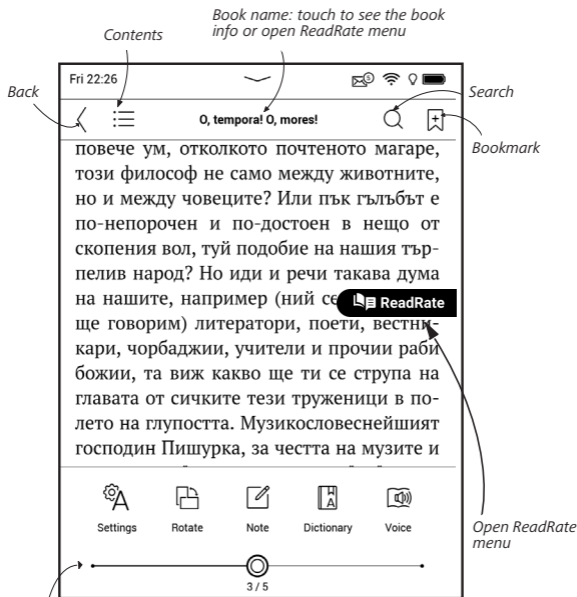 Book name: touch to see the book
info or open ReadRate menu
Contents
Back
Fri 22:26
O, tempora! O, mores!
Search
Bookmark
повече ум, отколкото почтеното магаре,
този философ не само между животните,
но и между човеците? Или пък гълъбът е
по-непорочен и по-достоен в нещо от
скопения вол, туй подобие на нашия тър-
пелив народ? Но иди и речи такава дума
на нашите, например (ний се
ReadRate
ще говорим) литератори, поети, вестни-
кари, чорбаджии, учители и прочии раби
божии, та виж какво ще ти се струпа на
главата от сичките тези труженици в по-
лето на глупостта. Музикословеснейшият
господин Пишурка, за честта на музите и
Settings Rotate Note Dictionary Voice
Open ReadRate
menu
3 / 5